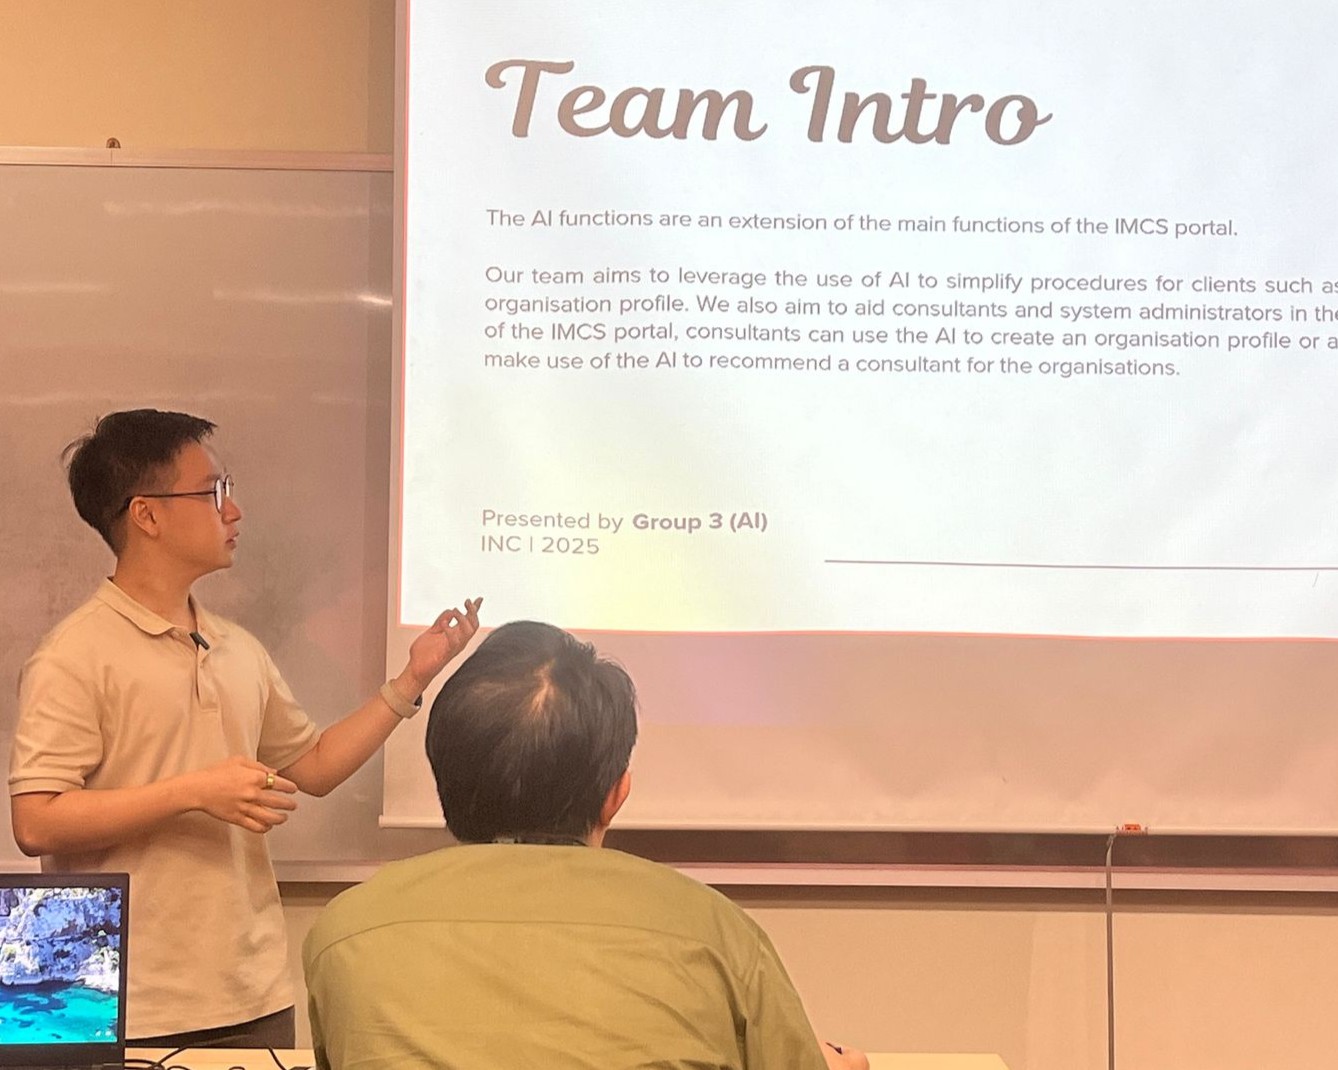 Team Intro
The AI functions are an extension of the main functions of the IMCS portal.
Our team aims to leverage the use of AI to simplify procedures for clients such as
organisation profile. We also aim to aid consultants and system administrators in the
of the IMCS portal, consultants can use the AI to create an organisation profile or a
make use of the AI to recommend a consultant for the organisations.
Presented by Group 3 (AI)
INC | 2025